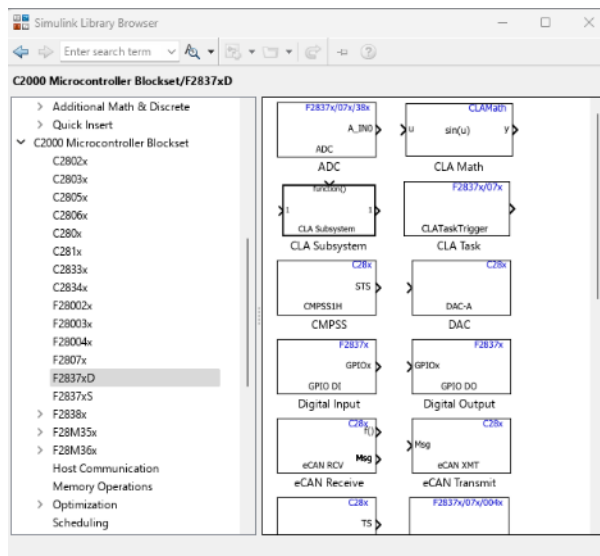 Simulink Library Browser
Enter search term
C2000 Microcontroller Blockset/F2837xD
Additional Math & Discrete
Quick Insert
C2000 Microcontroller Blockset
C2802x
C2803x
C2805x
C2806x
C280x
C281x
C2833x
C2834x
F28002x
F28003x
F28004x
F2807x
F2837xD
F2837xS
F2838x
F28M35x
F28M36x
Host Communication
Memory Operations
Optimization
Scheduling
F2837x/07x/38x
A_IN0
ADC
ADC
CLAMath
u sin(u) y
CLA Math
function()
1 1
CLA Subsystem
CLA Subsystem
F2837x/07x
CLATaskTrigger
CLA Task
C28x
STS
CMPSS1H
CMPSS
C28x
DAC-A
DAC
F2837x
GPIOx
GPIO DI
Digital Input
F2837x
GPIOx
GPIO DO
Digital Output
C28x
f()
Msg
eCAN RCV
eCAN Receive
C28x
Msg
eCAN XMT
eCAN Transmit
C28x
TS
F2837x/07x/004x